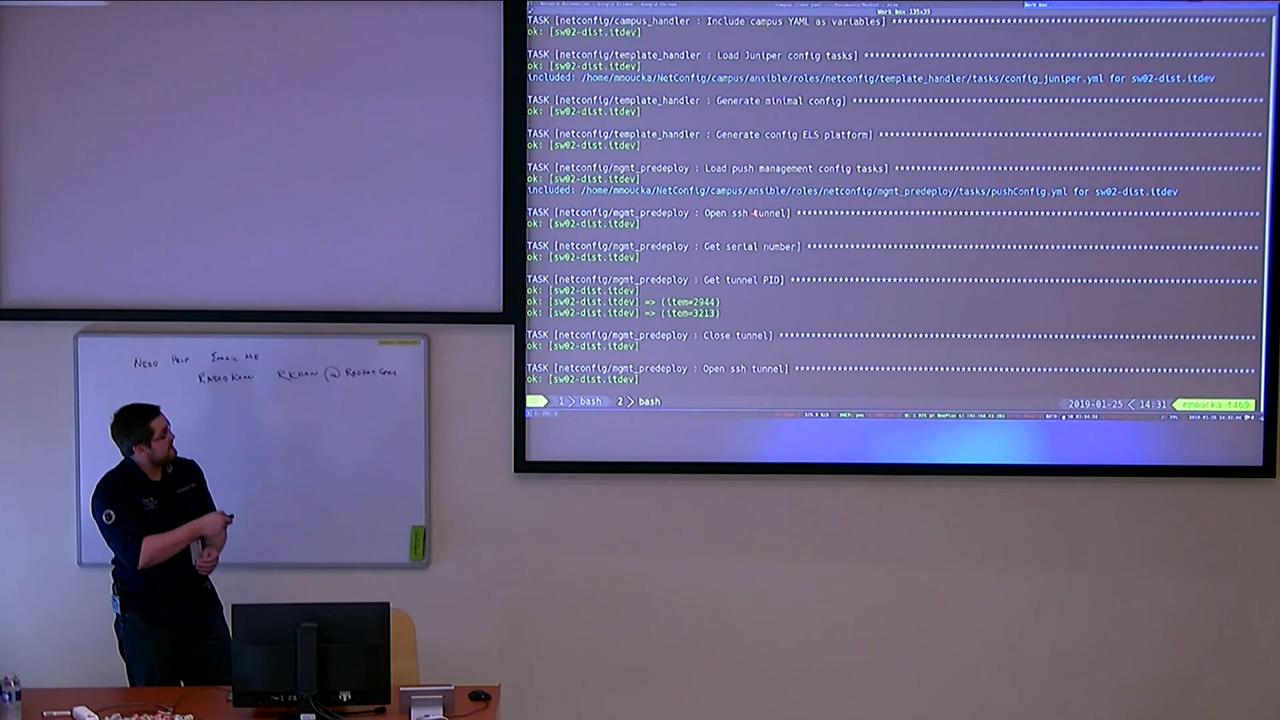 Work box 135x35
TASK [netconfig/campus_handler : Include campus YAML as variables] ****
ok: [sw02-dist.itdev]
TASK [netconfig/template_handler : Load Juniper config tasks] ****
ok: [sw02-dist.itdev]
included: /home/mmoucka/NetConfig/campus/ansible/roles/netconfig/template_handler/tasks/config_juniper.yml for sw02-dist.itdev
TASK [netconfig/template_handler : Generate minimal config] ****
ok: [sw02-dist.itdev]
TASK [netconfig/template_handler : Generate config ELS platform] ****
ok: [sw02-dist.itdev]
TASK [netconfig/mgmt_predeploy : Load push management config tasks] ****
ok: [sw02-dist.itdev]
included: /home/mmoucka/NetConfig/campus/ansible/roles/netconfig/mgmt_predeploy/tasks/pushConfig.yml for sw02-dist.itdev
TASK [netconfig/mgmt_predeploy : Open ssh tunnel] ****
ok: [sw02-dist.itdev]
TASK [netconfig/mgmt_predeploy : Get serial number] ****
ok: [sw02-dist.itdev]
TASK [netconfig/mgmt_predeploy : Get tunnel PID] ****
ok: [sw02-dist.itdev]
ok: [sw02-dist.itdev] => (item=2944)
ok: [sw02-dist.itdev] => (item=3213)
TASK [netconfig/mgmt_predeploy : Close tunnel] ****
ok: [sw02-dist.itdev]
TASK [netconfig/mgmt_predeploy : Open ssh tunnel] ****
ok: [sw02-dist.itdev]
1 > bash 2 > bash 2019-01-25 < 14:31
NEED HELP EMAIL ME
RKHAN @